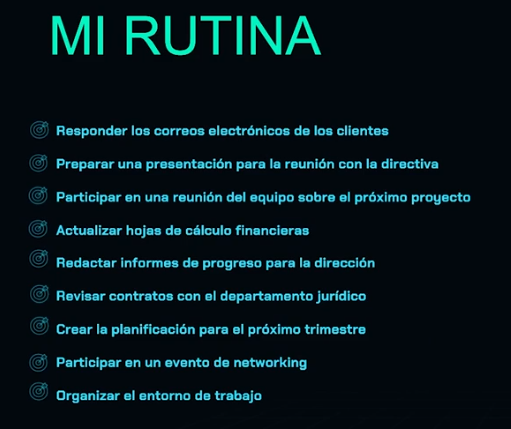 MI RUTINA
Responder los correos electrónicos de los clientes
Preparar una presentación para la reunión con la directiva
Participar en una reunión del equipo sobre el próximo proyecto
Actualizar hojas de cálculo financieras
Redactar informes de progreso para la dirección
Revisar contratos con el departamento jurídico
Crear la planificación para el próximo trimestre
Participar en un evento de networking
Organizar el entorno de trabajo